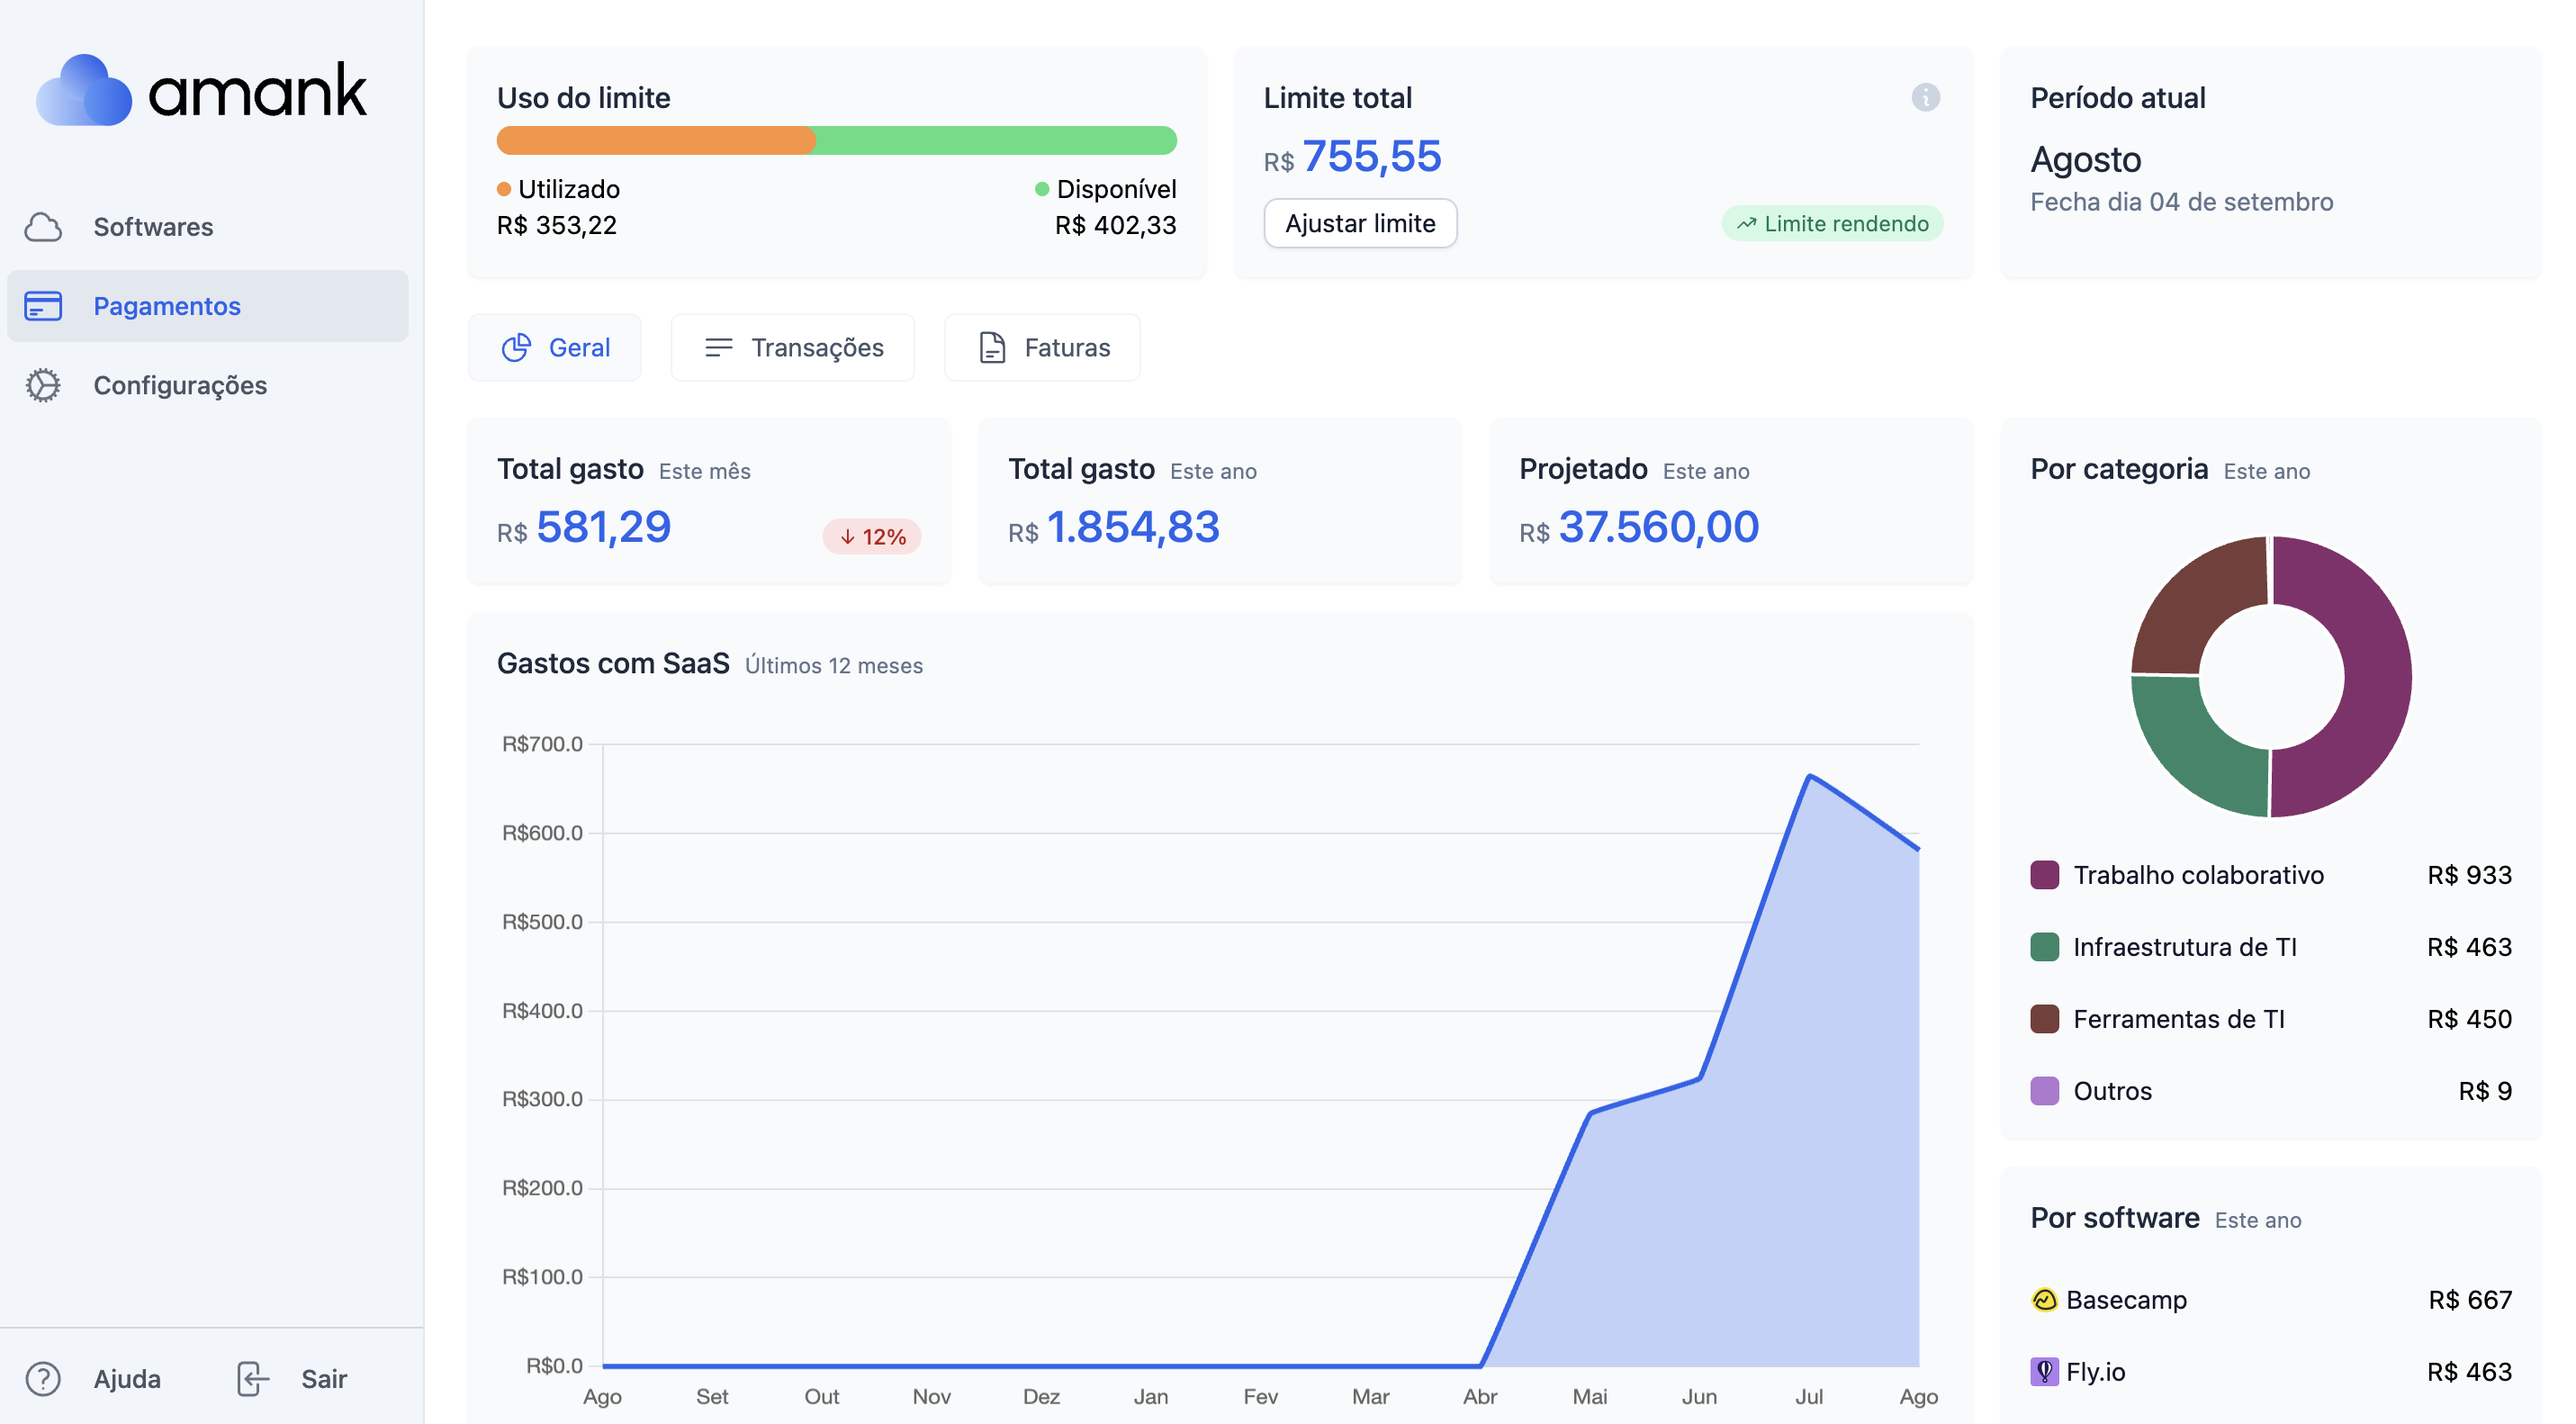 amank
Softwares
Pagamentos
Configurações
Ajuda
Sair
Uso do limite
Utilizado
R$ 353,22
Disponível
R$ 402,33
Limite total
R$ 755,55
Ajustar limite
Limite rendendo
Período atual
Agosto
Fecha dia 04 de setembro
Geral
Transações
Faturas
Total gasto Este mês
R$ 581,29
12%
Total gasto Este ano
R$ 1.854,83
Projetado Este ano
R$ 37.560,00
Gastos com SaaS Últimos 12 meses
R$700.0
R$600.0
R$500.0
R$400.0
R$300.0
R$200.0
R$100.0
R$0.0
Ago Set Out Nov Dez Jan Fev Mar Abr Mai Jun Jul Ago
Por categoria Este ano
Trabalho colaborativo R$ 933
Infraestrutura de TI R$ 463
Ferramentas de TI R$ 450
Outros R$ 9
Por software Este ano
Basecamp R$ 667
Fly.io R$ 463